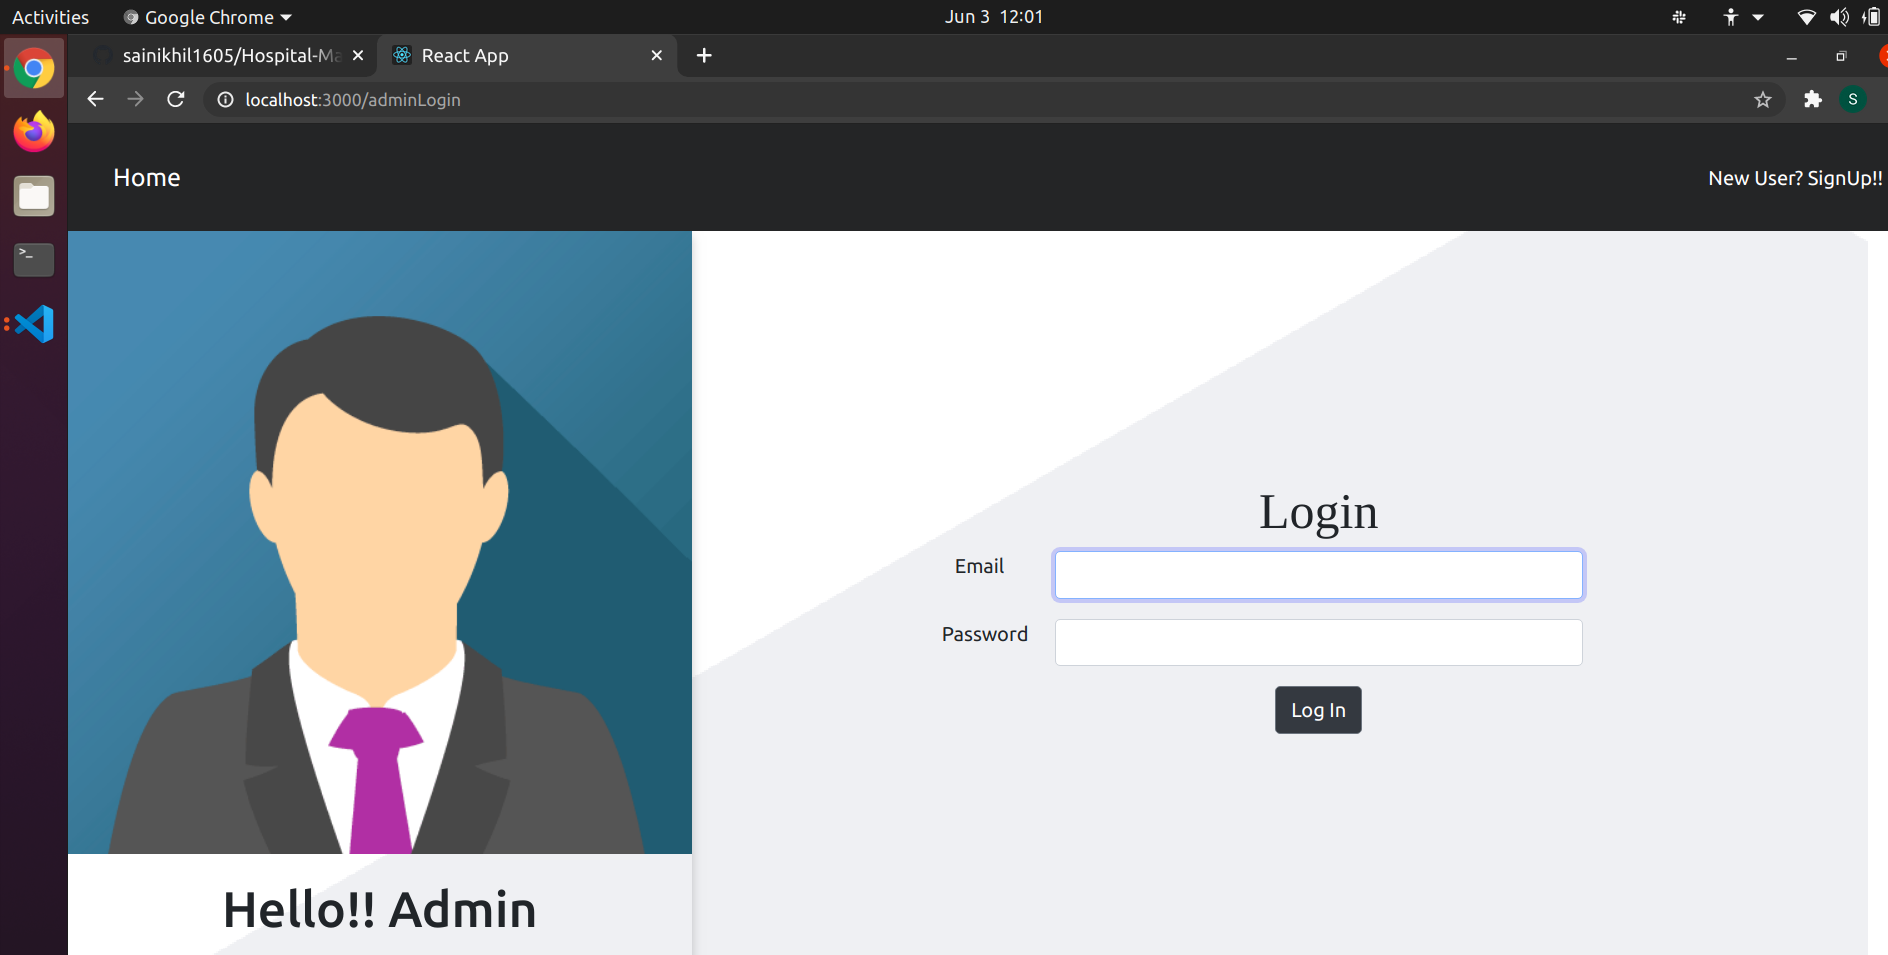 Activities
Google Chrome
Jun 3 12:01
sainikhil1605/Hospital-Ma
React App
localhost:3000/adminLogin
S
Home
New User? SignUp!!
>_
Login
Email
Password
Log In
Hello!! Admin